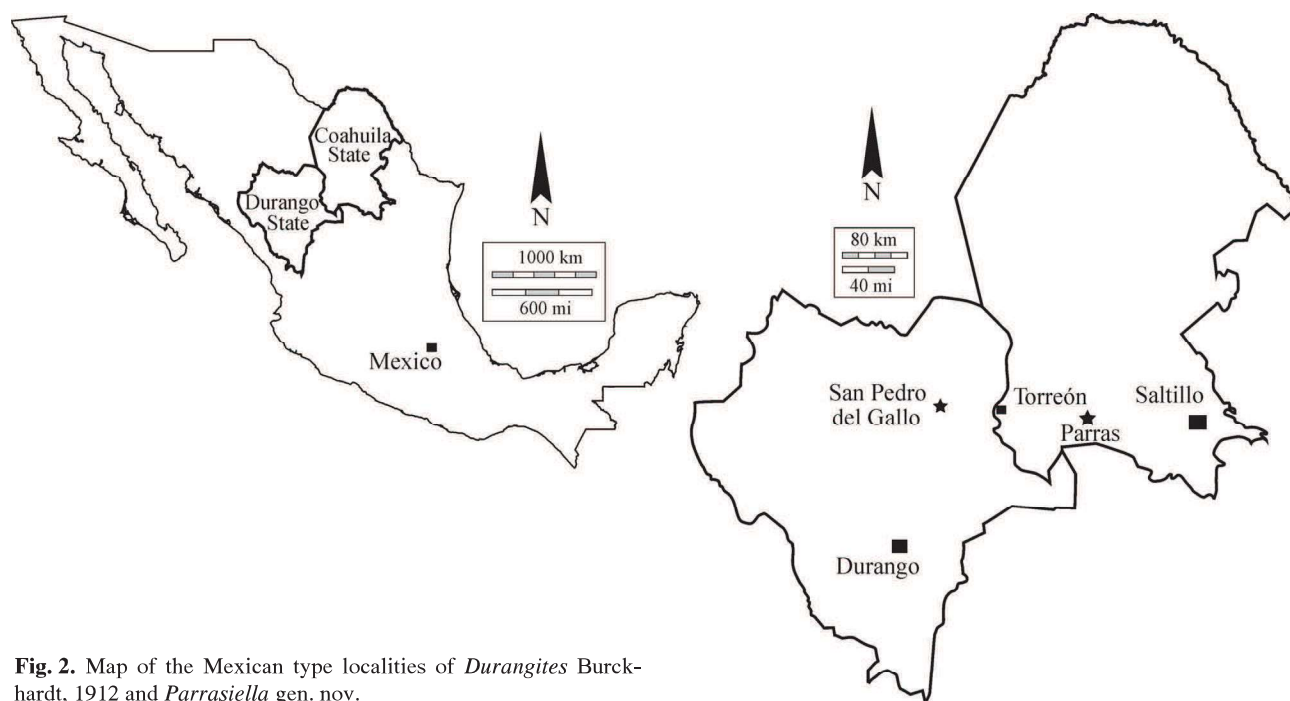 Coahuila
State
Durango
State
N
1000 km
600 mi
Mexico
N
80 km
40 mi
San Pedro
del Gallo
Torreón
Parras
Saltillo
Durango
Fig. 2. Map of the Mexican type localities of Durangites Burck-
hardt, 1912 and Parrasiella gen. nov.